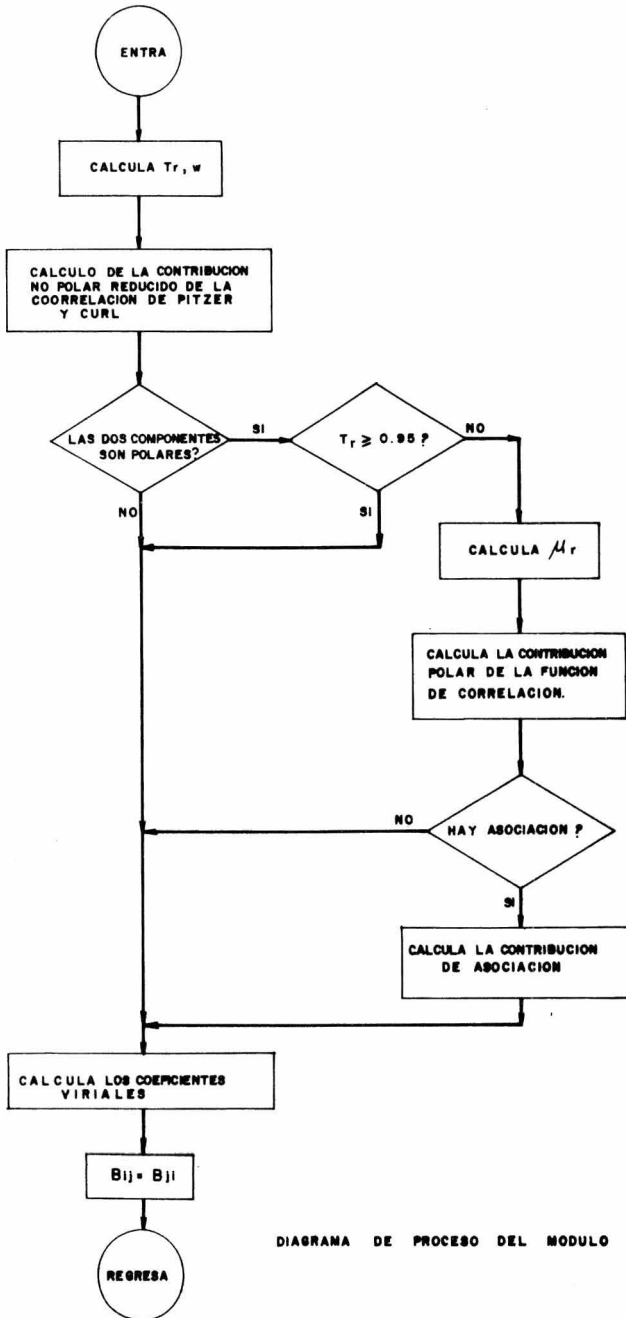 ENTRA
CALCULA Tr, w
CALCULO DE LA CONTRIBUCION
NO POLAR REDUCIDO DE LA
COORRELACION DE PITZER
Y CURL
LAS DOS COMPONENTES
SON POLARES?
SI
Tr ≥ 0.95 ?
NO
NO
SI
CALCULA μr
CALCULA LA CONTRIBUCION
POLAR DE LA FUNCION
DE CORRELACION.
HAY ASOCIACION ?
NO
SI
CALCULA LA CONTRIBUCION
DE ASOCIACION
CALCULA LOS COEFICIENTES
VIRIALES
Bij = Bji
REGRESA
DIAGRAMA DE PROCESO DEL MODULO